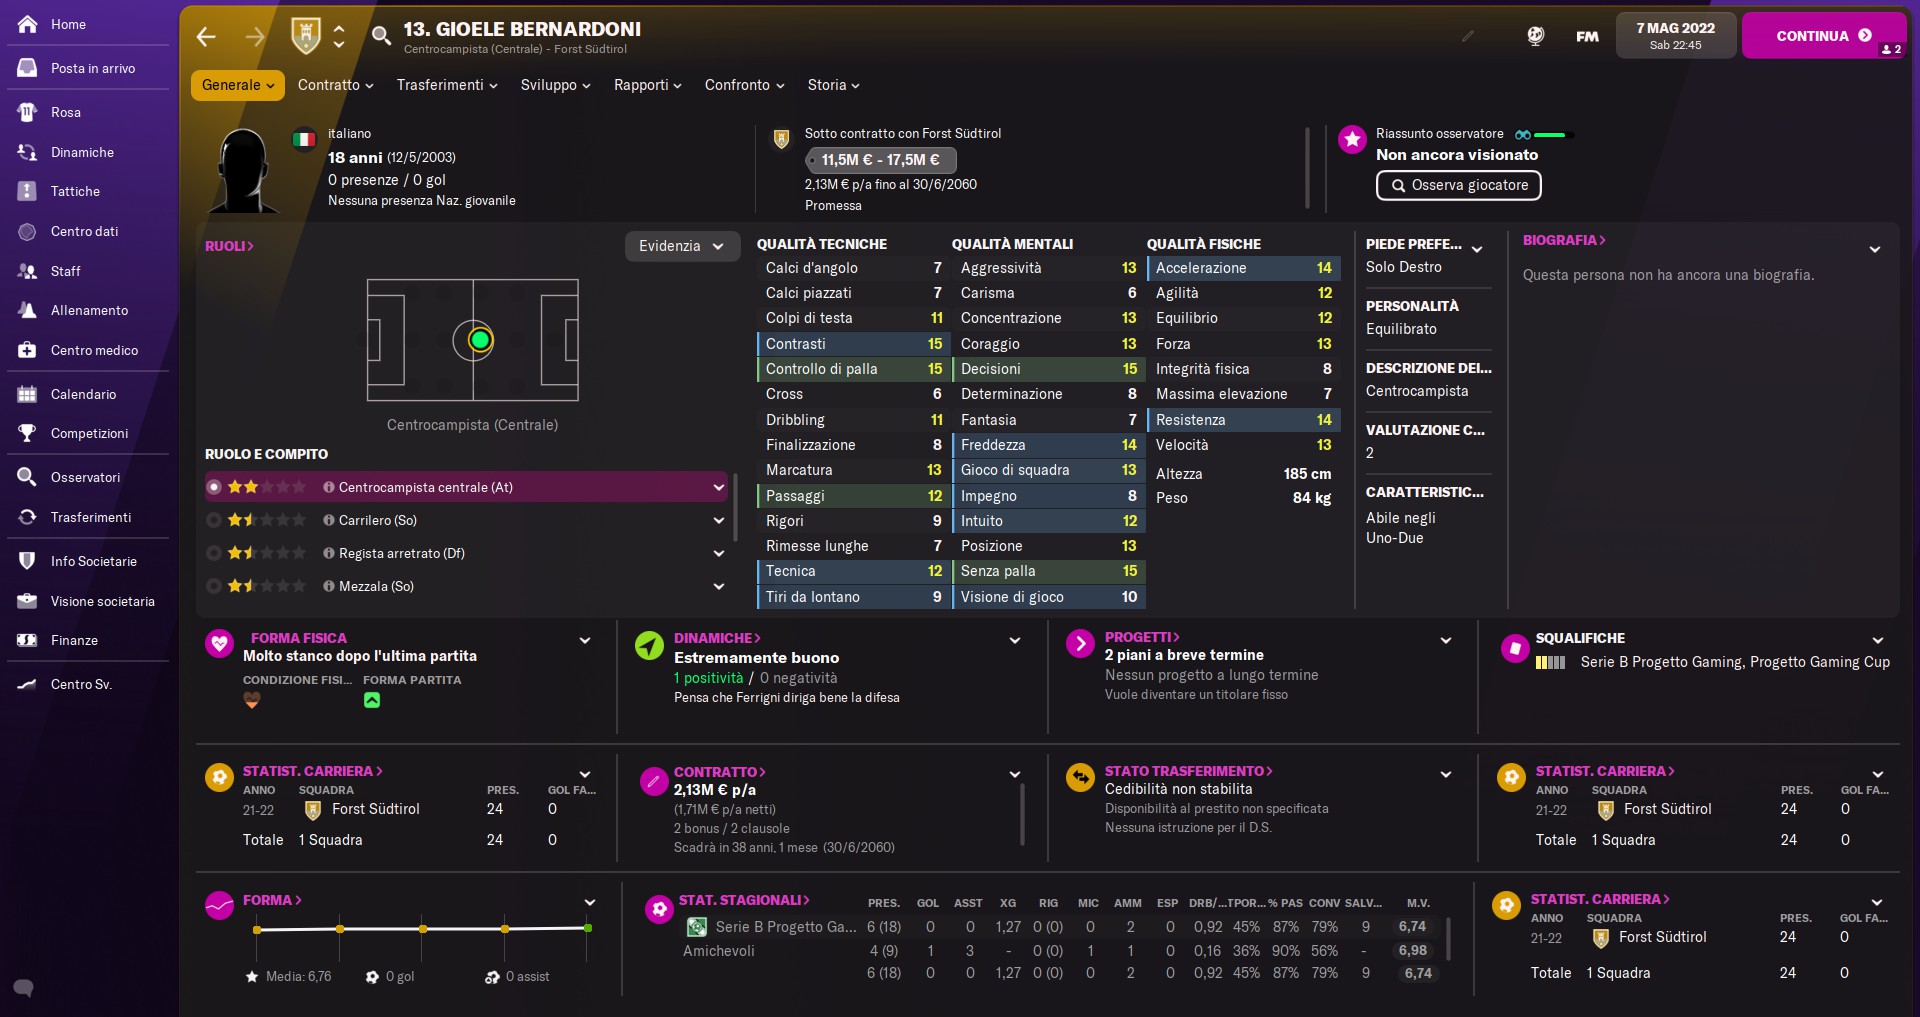 Home
Posta in arrivo
Rosa
Dinamiche
Tattiche
Centro dati
Staff
Allenamento
Centro medico
Calendario
Competizioni
Osservatori
Trasferimenti
Info Societarie
Visione societaria
Finanze
Centro Sv.
13. GIOELE BERNARDONI
Centrocampista (Centrale) - Forst Südtirol
FM
7 MAG 2022
Sab 22:45
CONTINUA
2
Generale
Contratto
Trasferimenti
Sviluppo
Rapporti
Confronto
Storia
italiano
18 anni (12/5/2003)
0 presenze / 0 gol
Nessuna presenza Naz. giovanile
Sotto contratto con Forst Südtirol
11,5M € - 17,5M €
2,13M € p/a fino al 30/6/2060
Promessa
Riassunto osservatore
Non ancora visionato
Osserva giocatore
RUOLI
Evidenzia
Centrocampista (Centrale)
RUOLO E COMPITO
Centrocampista centrale (At)
Carrilero (So)
Regista arretrato (Df)
Mezzala (So)
QUALITÀ TECNICHE
Calci d'angolo 7
Calci piazzati 7
Colpi di testa 11
Contrasti 15
Controllo di palla 15
Cross 6
Dribbling 11
Finalizzazione 8
Marcatura 13
Passaggi 12
Rigori 9
Rimesse lunghe 7
Tecnica 12
Tiri da lontano 9
QUALITÀ MENTALI
Aggressività 13
Carisma 6
Concentrazione 13
Coraggio 13
Decisioni 15
Determinazione 8
Fantasia 7
Freddezza 14
Gioco di squadra 13
Impegno 8
Intuito 12
Posizione 13
Senza palla 15
Visione di gioco 10
QUALITÀ FISICHE
Accelerazione 14
Agilità 12
Equilibrio 12
Forza 13
Integrità fisica 8
Massima elevazione 7
Resistenza 14
Velocità 13
Altezza 185 cm
Peso 84 kg
PIEDE PREFE...
Solo Destro
PERSONALITÀ
Equilibrato
DESCRIZIONE DEI...
Centrocampista
VALUTAZIONE C...
2
CARATTERISTIC...
Abile negli
Uno-Due
BIOGRAFIA
Questa persona non ha ancora una biografia.
FORMA FISICA
Molto stanco dopo l'ultima partita
CONDIZIONE FISI... FORMA PARTITA
DINAMICHE
Estremamente buono
1 positività / 0 negatività
Pensa che Ferrigni diriga bene la difesa
PROGETTI
2 piani a breve termine
Nessun progetto a lungo termine
Vuole diventare un titolare fisso
SQUALIFICHE
Serie B Progetto Gaming, Progetto Gaming Cup
STATIST. CARRIERA
ANNO SQUADRA PRES. GOL FA...
21-22 Forst Südtirol 24 0
Totale 1 Squadra 24 0
CONTRATTO
2,13M € p/a
(1,71M € p/a netti)
2 bonus / 2 clausole
Scadrà in 38 anni, 1 mese (30/6/2060)
STATO TRASFERIMENTO
Cedibilità non stabilita
Disponibilità al prestito non specificata
Nessuna istruzione per il D.S.
STATIST. CARRIERA
ANNO SQUADRA PRES. GOL FA...
21-22 Forst Südtirol 24 0
Totale 1 Squadra 24 0
FORMA
Media: 6,76 0 gol 0 assist
STAT. STAGIONALI PRES. GOL ASST XG RIG MIC AMM ESP DRB/... TPOR... % PAS CONV SALV... M.V.
Serie B Progetto Ga... 6 (18) 0 0 1,27 0 (0) 0 2 0 0,92 45% 87% 79% 9 6,74
Amichevoli 4 (9) 1 3 - 0 (0) 1 1 0 0,16 36% 90% 56% - 6,98
6 (18) 0 0 1,27 0 (0) 0 2 0 0,92 45% 87% 79% 9 6,74
STATIST. CARRIERA
ANNO SQUADRA PRES. GOL FA...
21-22 Forst Südtirol 24 0
Totale 1 Squadra 24 0